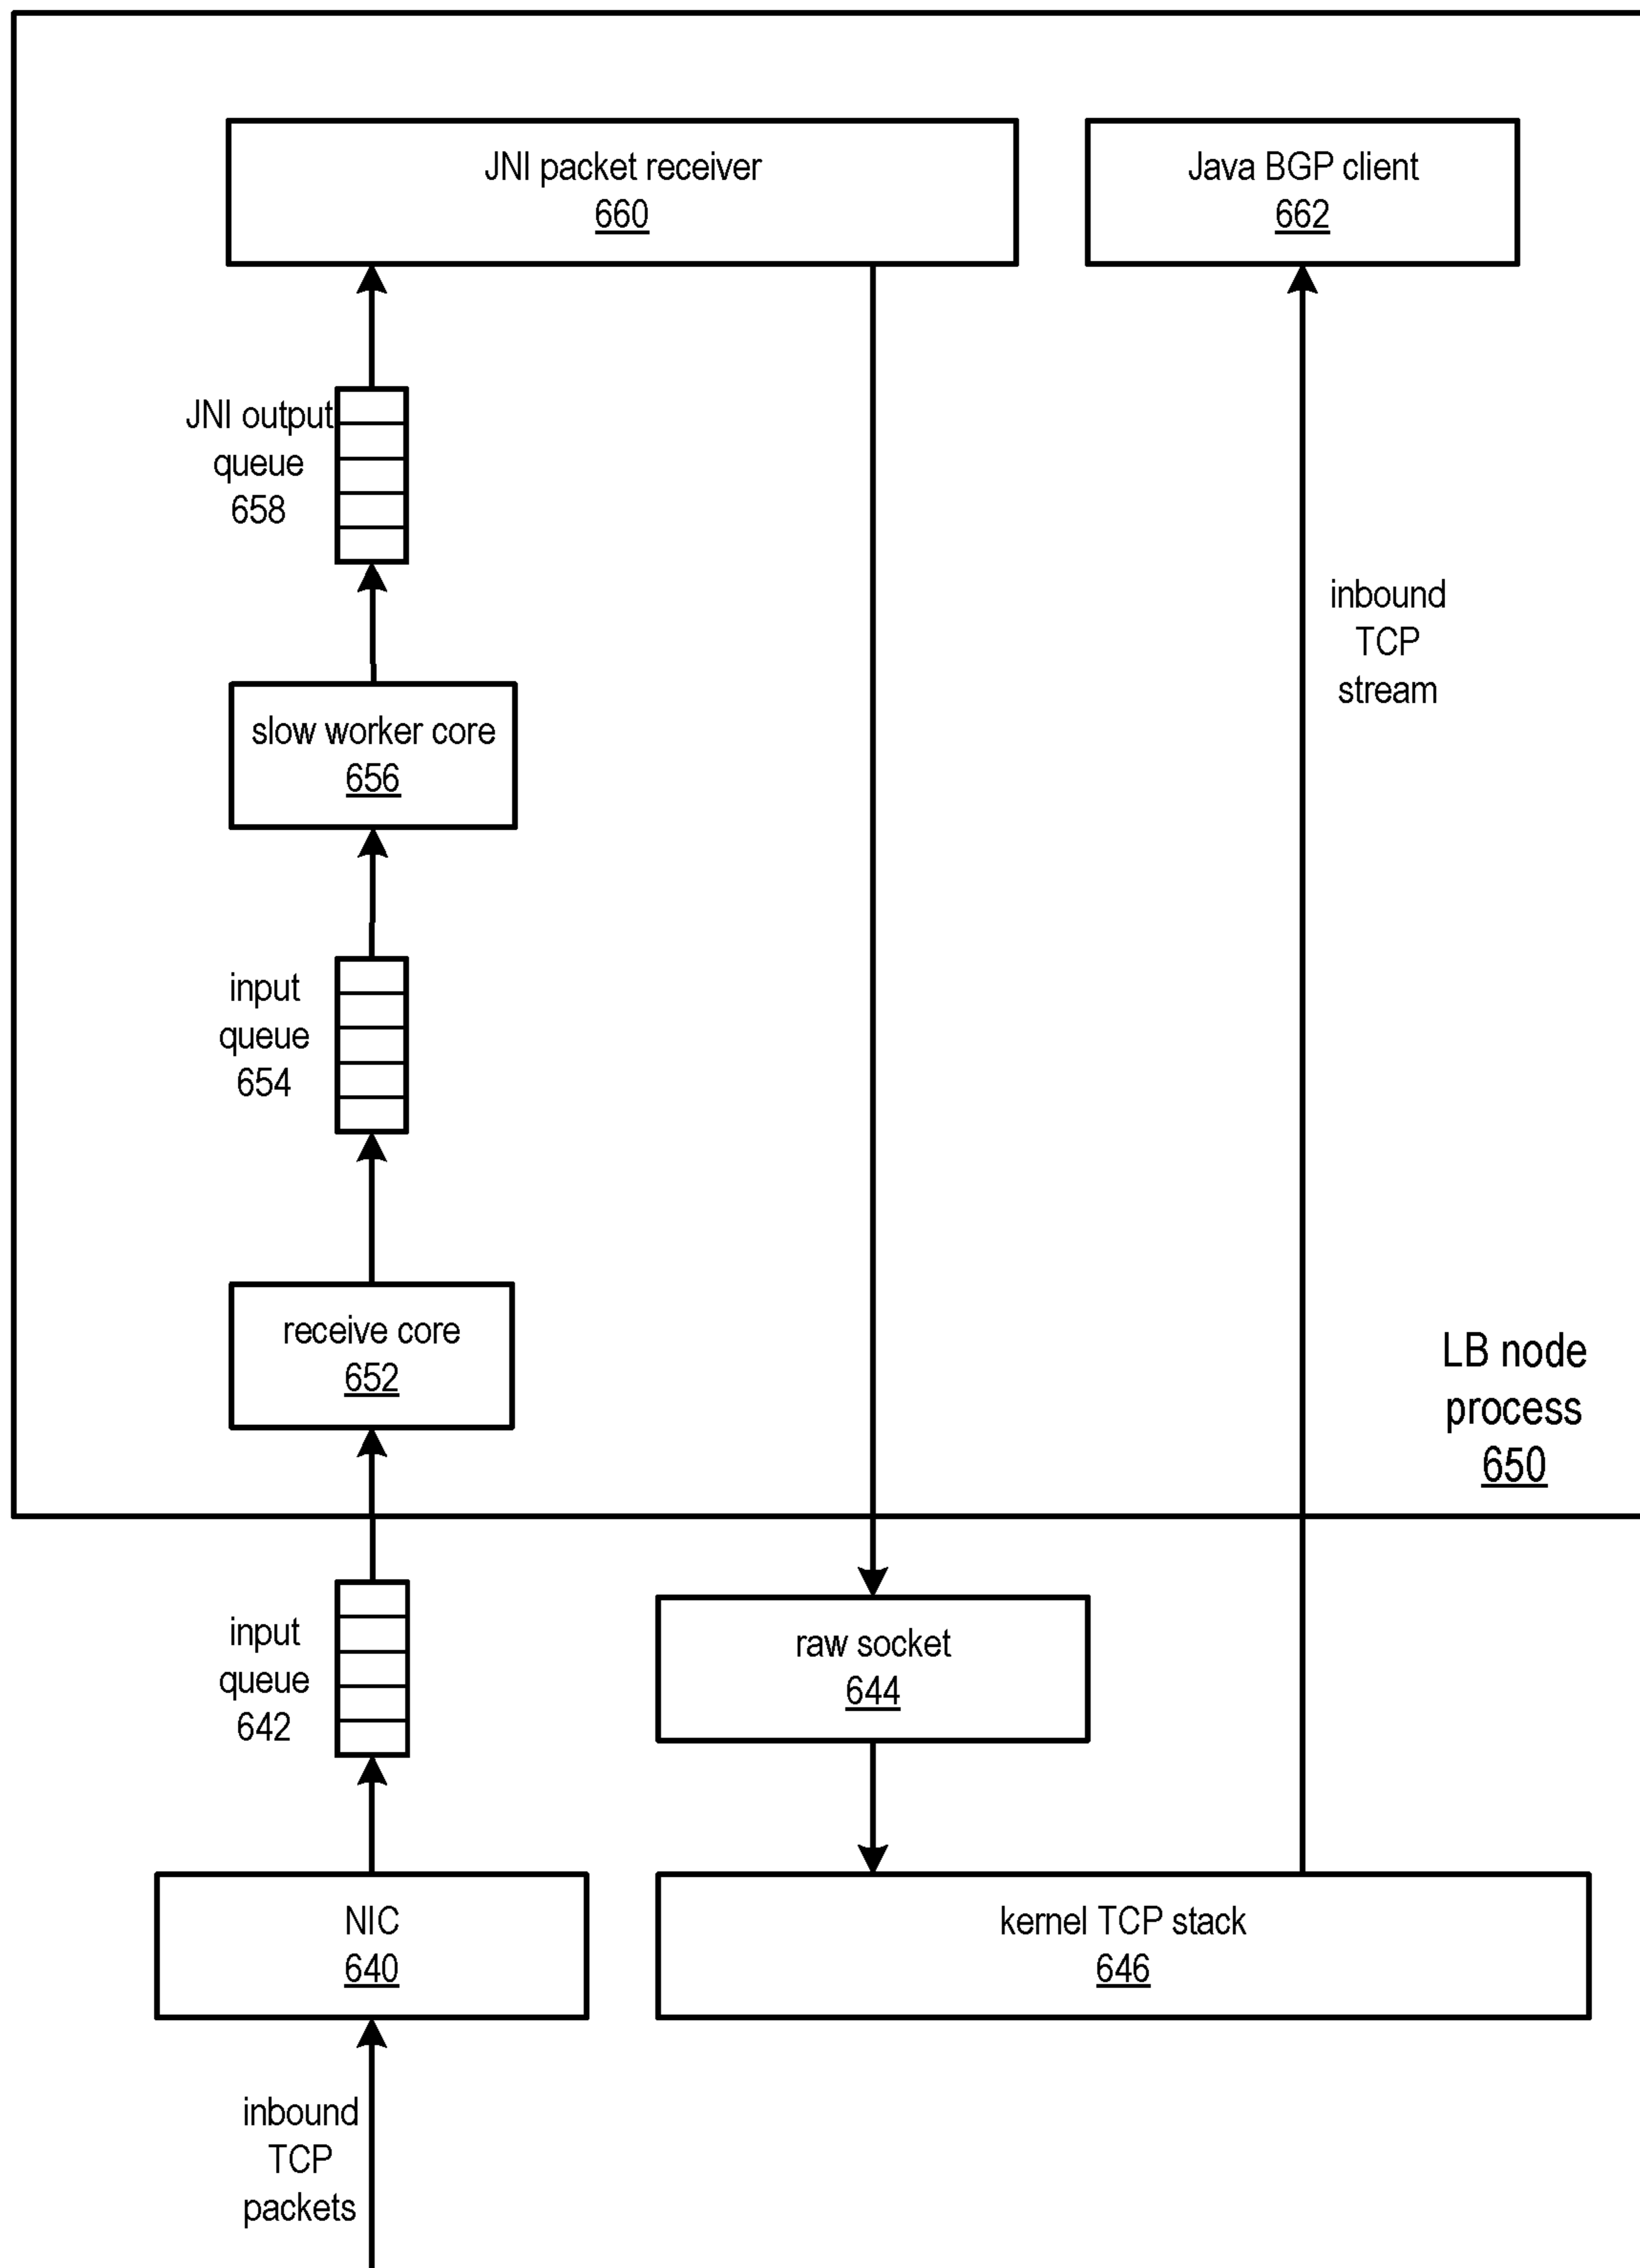 JNI packet receiver
660
Java BGP client
662
JNI output
queue
658
inbound
TCP
stream
slow worker core
656
input
queue
654
receive core
652
LB node
process
650
input
queue
642
raw socket
644
NIC
640
kernel TCP stack
646
inbound
TCP
packets